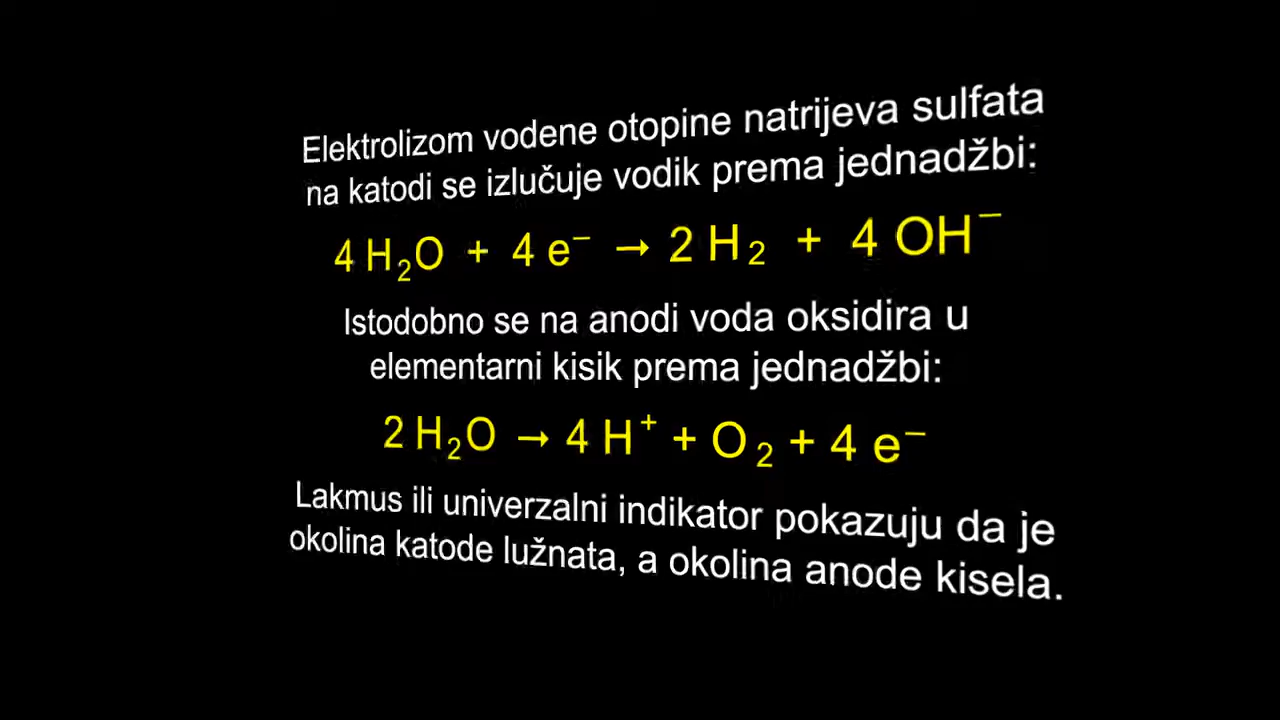 Elektrolizom vodene otopine natrijeva sulfata
na katodi se izlučuje vodik prema jednadžbi:
4 H₂O + 4 e⁻ → 2 H₂ + 4 OH⁻
Istodobno se na anodi voda oksidira u
elementarni kisik prema jednadžbi:
2 H₂O → 4 H⁺ + O₂ + 4 e⁻
Lakmus ili univerzalni indikator pokazuju da je
okolina katode lužnata, a okolina anode kisela.